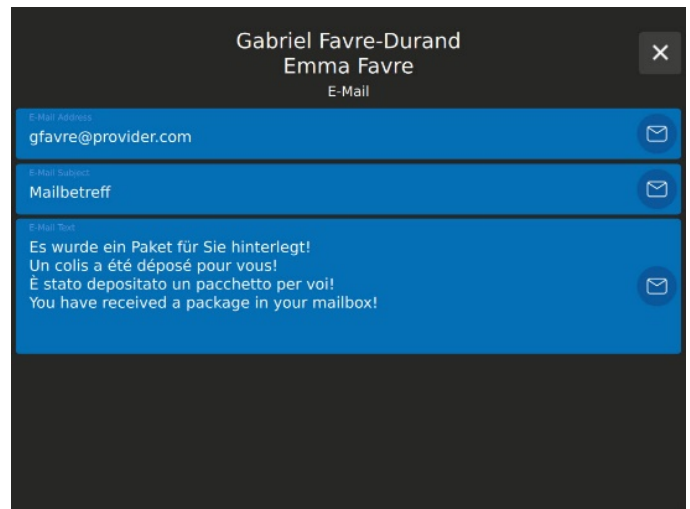 Gabriel Favre-Durand
Emma Favre
E-Mail
E-Mail Address
gfavre@provider.com
E-Mail Subject
Mailbetreff
E-Mail Text
Es wurde ein Paket für Sie hinterlegt!
Un colis a été déposé pour vous!
È stato depositato un pacchetto per voi!
You have received a package in your mailbox!